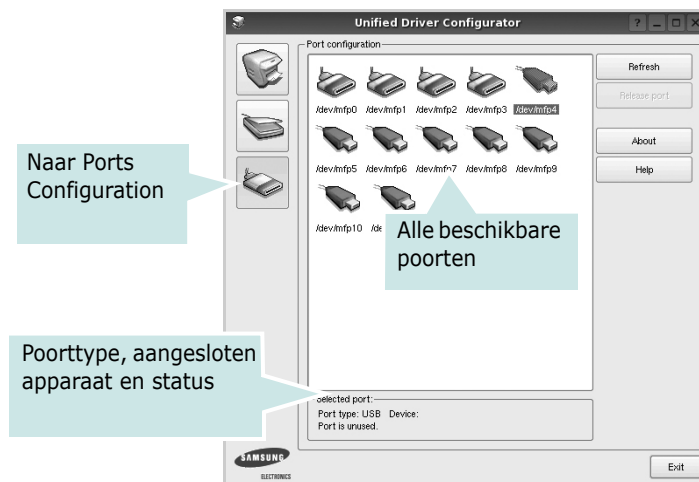 Unified Driver Configurator
Port configuration
/dev/mfp0 /dev/mfp1 /dev/mfp2 /dev/mfp3 /dev/mfp4
/dev/mfp5 /dev/mfp6 /dev/mfp7 /dev/mfp8 /dev/mfp9
/dev/mfp10
Refresh
Release port
About
Help
Naar Ports
Configuration
Alle beschikbare
poorten
Poorttype, aangesloten
apparaat en status
Selected port:
Port type: USB Device:
Port is unused.
SAMSUNG
ELECTRONICS
Exit